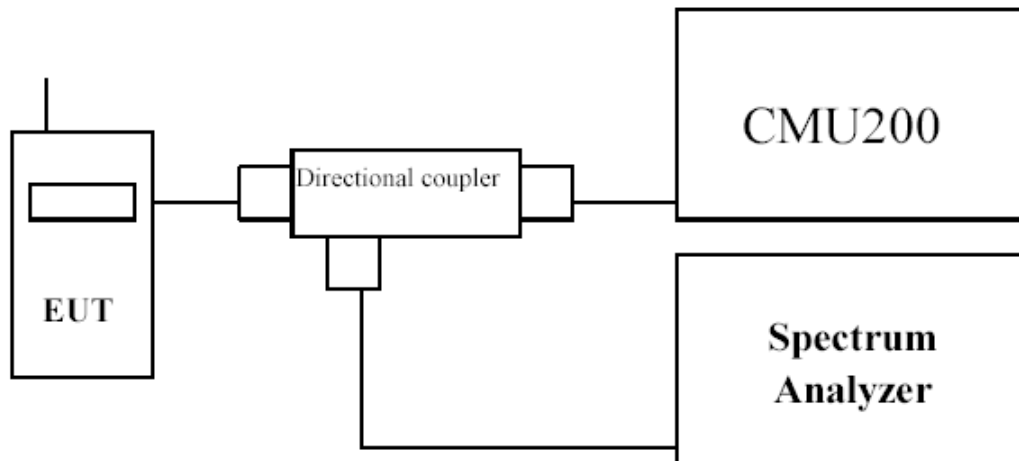 CMU200
Directional coupler
EUT
Spectrum
Analyzer